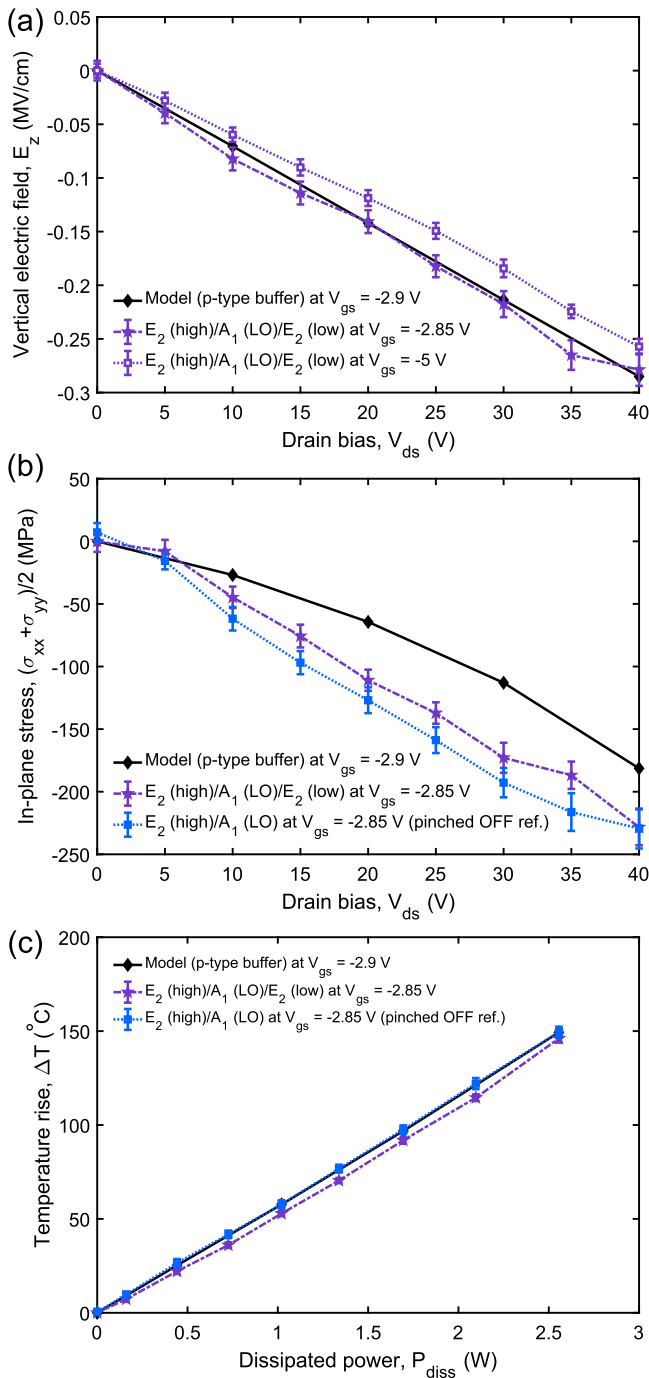 (a)
0.05
0
-0.05
-0.1
-0.15
-0.2
-0.25
-0.3
Vertical electric field, E_z (MV/cm)
Model (p-type buffer) at V_gs = -2.9 V
E_2 (high)/A_1 (LO)/E_2 (low) at V_gs = -2.85 V
E_2 (high)/A_1 (LO)/E_2 (low) at V_gs = -5 V
0 5 10 15 20 25 30 35 40
Drain bias, V_ds (V)
(b)
50
0
-50
-100
-150
-200
-250
In-plane stress, (σ_xx+σ_yy)/2 (MPa)
Model (p-type buffer) at V_gs = -2.9 V
E_2 (high)/A_1 (LO)/E_2 (low) at V_gs = -2.85 V
E_2 (high)/A_1 (LO) at V_gs = -2.85 V (pinched OFF ref.)
0 5 10 15 20 25 30 35 40
Drain bias, V_ds (V)
(c)
200
150
100
50
0
Temperature rise, ΔT (°C)
Model (p-type buffer) at V_gs = -2.9 V
E_2 (high)/A_1 (LO)/E_2 (low) at V_gs = -2.85 V
E_2 (high)/A_1 (LO) at V_gs = -2.85 V (pinched OFF ref.)
0 0.5 1 1.5 2 2.5 3
Dissipated power, P_diss (W)